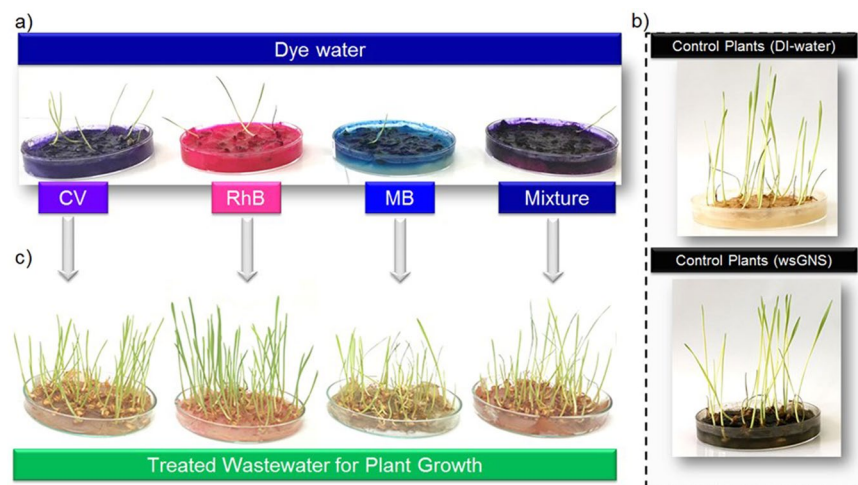 a)
Dye water
CV
RhB
MB
Mixture
b)
Control Plants (DI-water)
Control Plants (wsGNS)
c)
Treated Wastewater for Plant Growth